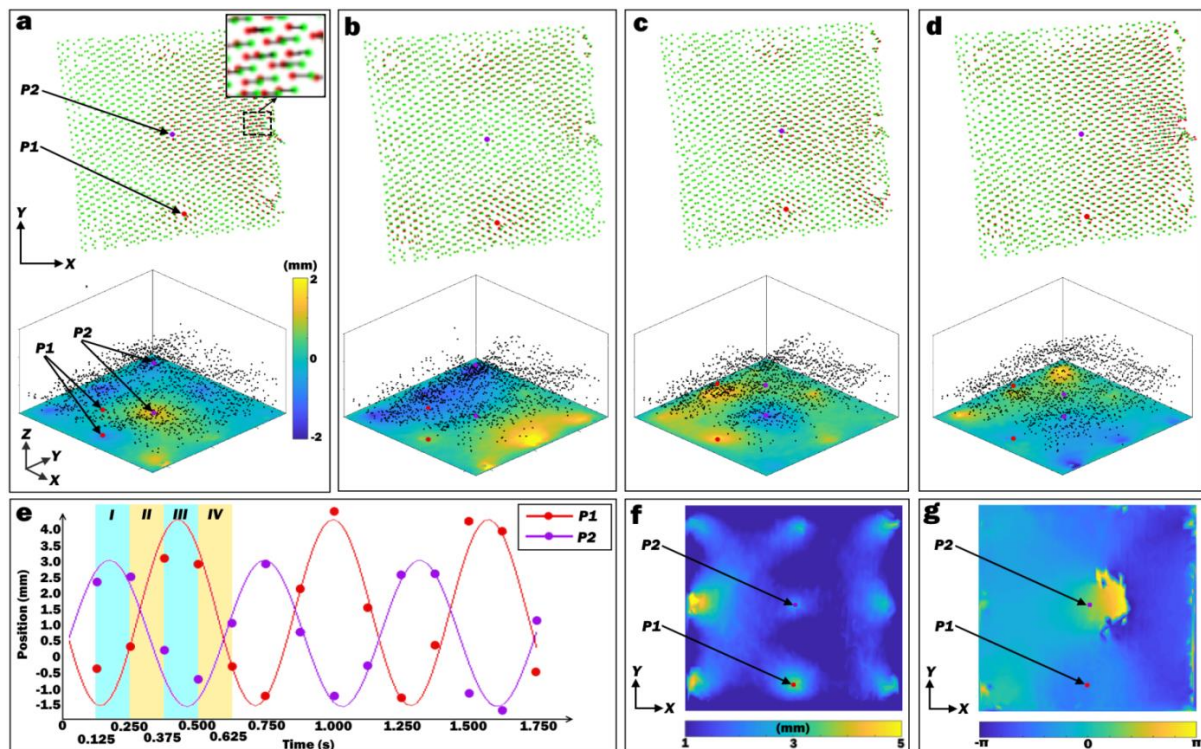 a
P2
P1
Y
X
(mm)
2
0
-2
P1
P2
Z
Y
X
b
c
d
e
I
II
III
IV
P1
P2
Position (mm)
4.0
3.5
3.0
2.5
2.0
1.5
1.0
0.5
0
-0.5
-1.0
-1.5
0
0.125
0.250
0.375
0.500
0.625
0.750
1.000
1.250
1.500
1.750
Time (s)
f
P2
P1
Y
X
(mm)
1
3
5
g
P2
P1
Y
X
-π
0
π